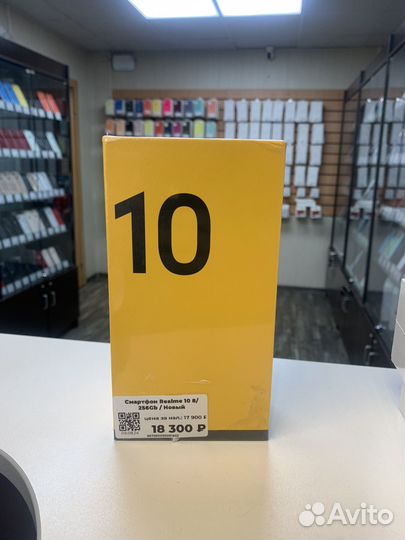 10
Смартфон Realme 10 8/
256Gb / Новый
цена за нал.: 17 900 ₽
18 300 ₽
Avito